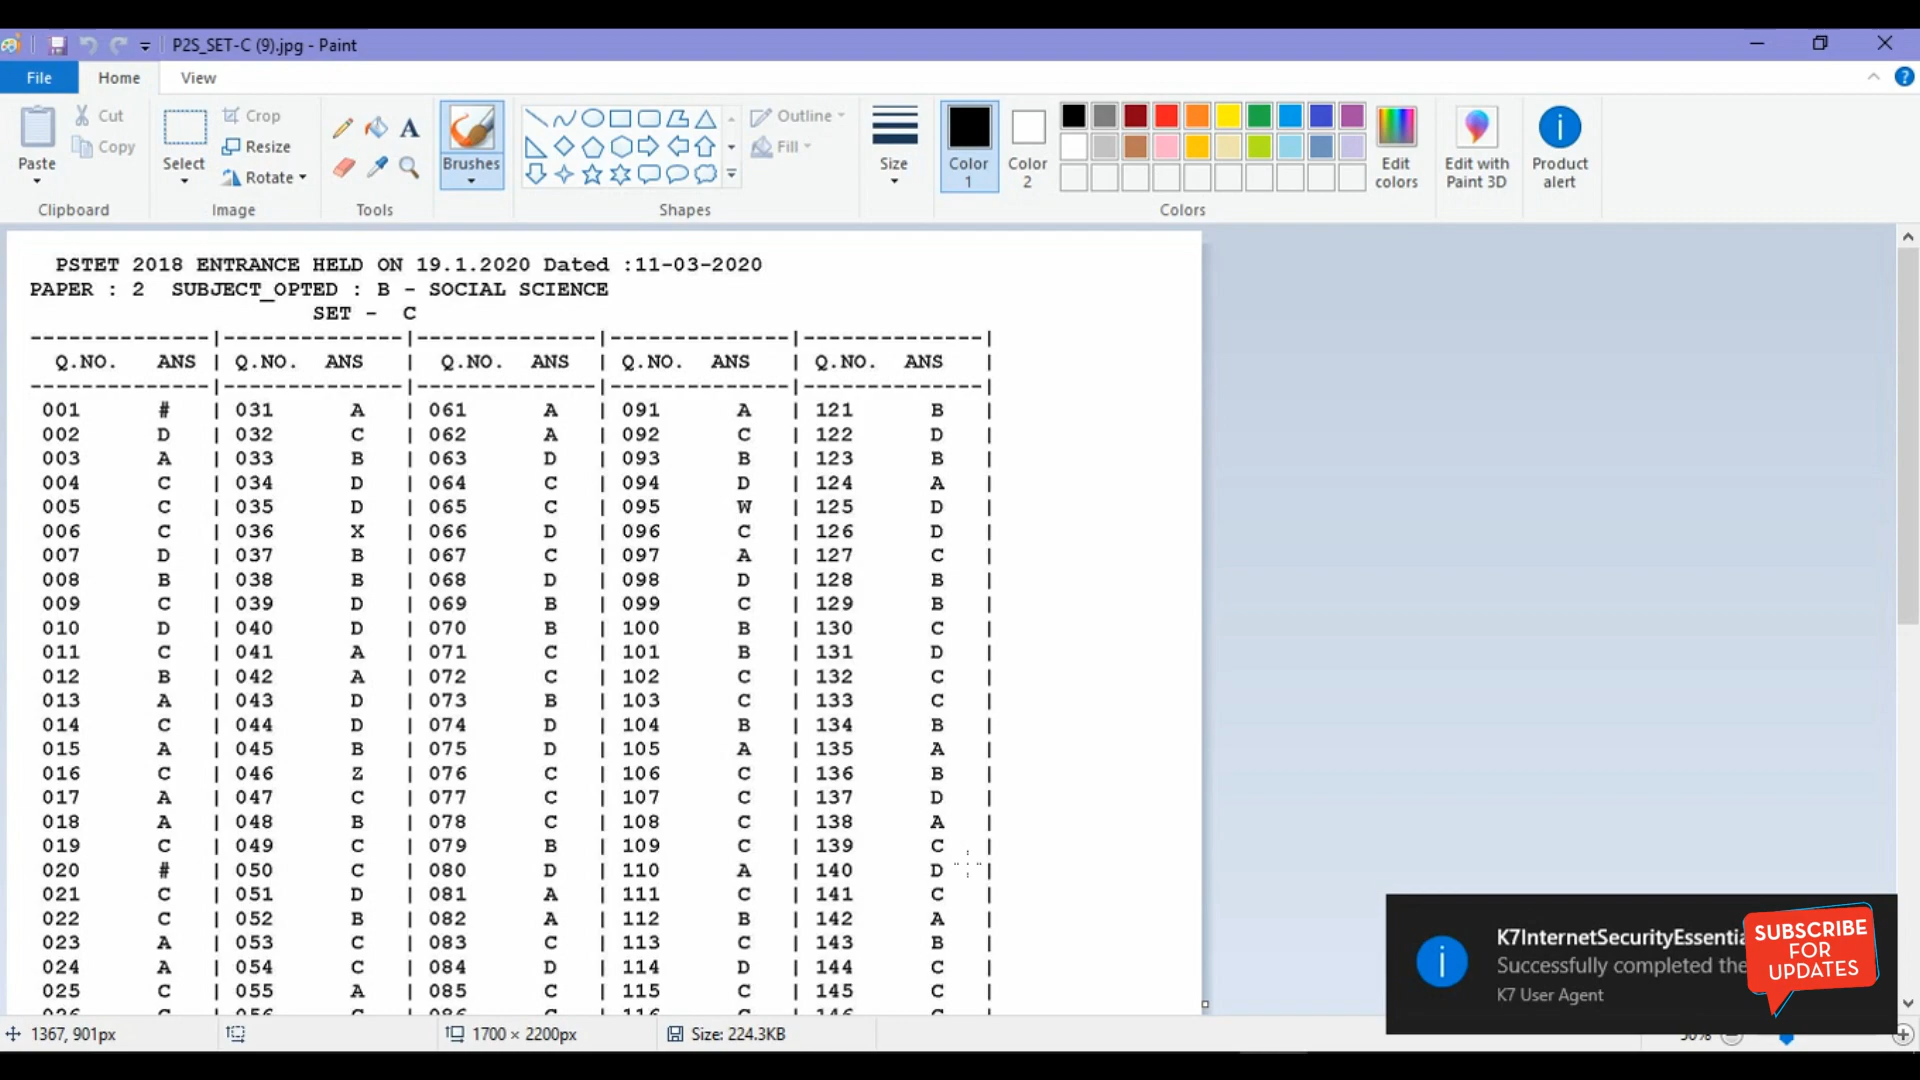 P2S_SET-C (9).jpg - Paint
File Home View
Paste
Cut
Copy
Clipboard
Select
Crop
Resize
Rotate
Image
A
Tools
Brushes
Shapes
Outline
Fill
Size
Color 1
Color 2
Colors
Edit colors
Edit with Paint 3D
Product alert
PSTET 2018 ENTRANCE HELD ON 19.1.2020 Dated :11-03-2020
PAPER : 2 SUBJECT_OPTED : B - SOCIAL SCIENCE
SET - C
--------------|--------------|--------------|--------------|--------------|
Q.NO. ANS | Q.NO. ANS | Q.NO. ANS | Q.NO. ANS | Q.NO. ANS |
--------------|--------------|--------------|--------------|--------------|
001 # | 031 A | 061 A | 091 A | 121 B |
002 D | 032 C | 062 A | 092 C | 122 D |
003 A | 033 B | 063 D | 093 B | 123 B |
004 C | 034 D | 064 C | 094 D | 124 A |
005 C | 035 D | 065 C | 095 W | 125 D |
006 C | 036 X | 066 D | 096 C | 126 D |
007 D | 037 B | 067 C | 097 A | 127 C |
008 B | 038 B | 068 D | 098 D | 128 B |
009 C | 039 D | 069 B | 099 C | 129 B |
010 D | 040 D | 070 B | 100 B | 130 C |
011 C | 041 A | 071 C | 101 B | 131 D |
012 B | 042 A | 072 C | 102 C | 132 C |
013 A | 043 D | 073 B | 103 C | 133 C |
014 C | 044 D | 074 D | 104 B | 134 B |
015 A | 045 B | 075 D | 105 A | 135 A |
016 C | 046 Z | 076 C | 106 C | 136 B |
017 A | 047 C | 077 C | 107 C | 137 D |
018 A | 048 B | 078 C | 108 C | 138 A |
019 C | 049 C | 079 B | 109 C | 139 C |
020 # | 050 C | 080 D | 110 A | 140 D |
021 C | 051 D | 081 A | 111 C | 141 C |
022 C | 052 B | 082 A | 112 B | 142 A |
023 A | 053 C | 083 C | 113 C | 143 B |
024 A | 054 C | 084 D | 114 D | 144 C |
025 C | 055 A | 085 C | 115 C | 145 C |
K7InternetSecurityEssentia
Successfully completed the
K7 User Agent
SUBSCRIBE
FOR
UPDATES
1367, 901px 1700 × 2200px Size: 224.3KB